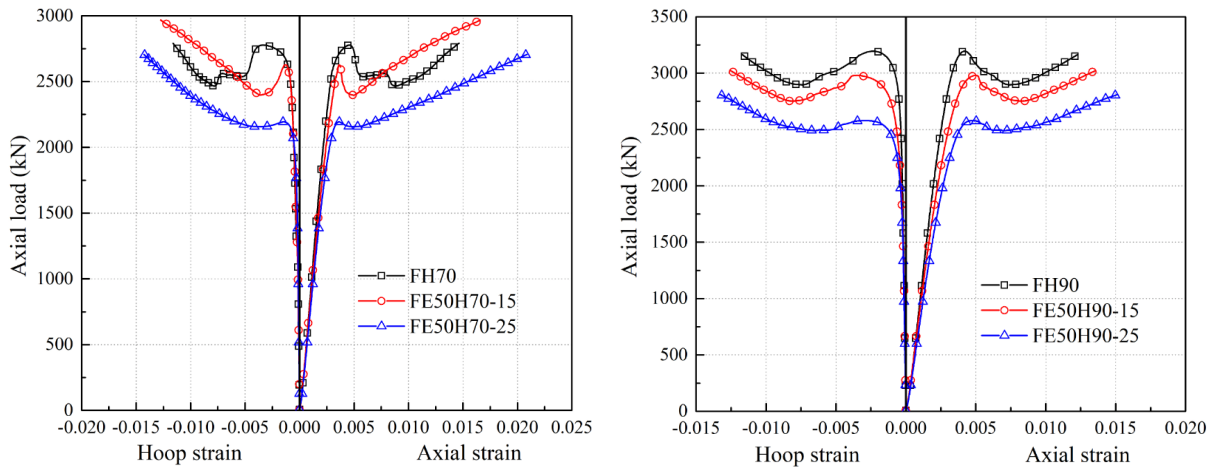 3000
2500
2000
1500
1000
500
0
Axial load (kN)
FH70
FE50H70-15
FE50H70-25
-0.020 -0.015 -0.010 -0.005 0.000 0.005 0.010 0.015 0.020 0.025
Hoop strain Axial strain
3500
3000
2500
2000
1500
1000
500
0
Axial load (kN)
FH90
FE50H90-15
FE50H90-25
-0.015 -0.010 -0.005 0.000 0.005 0.010 0.015 0.020
Hoop strain Axial strain